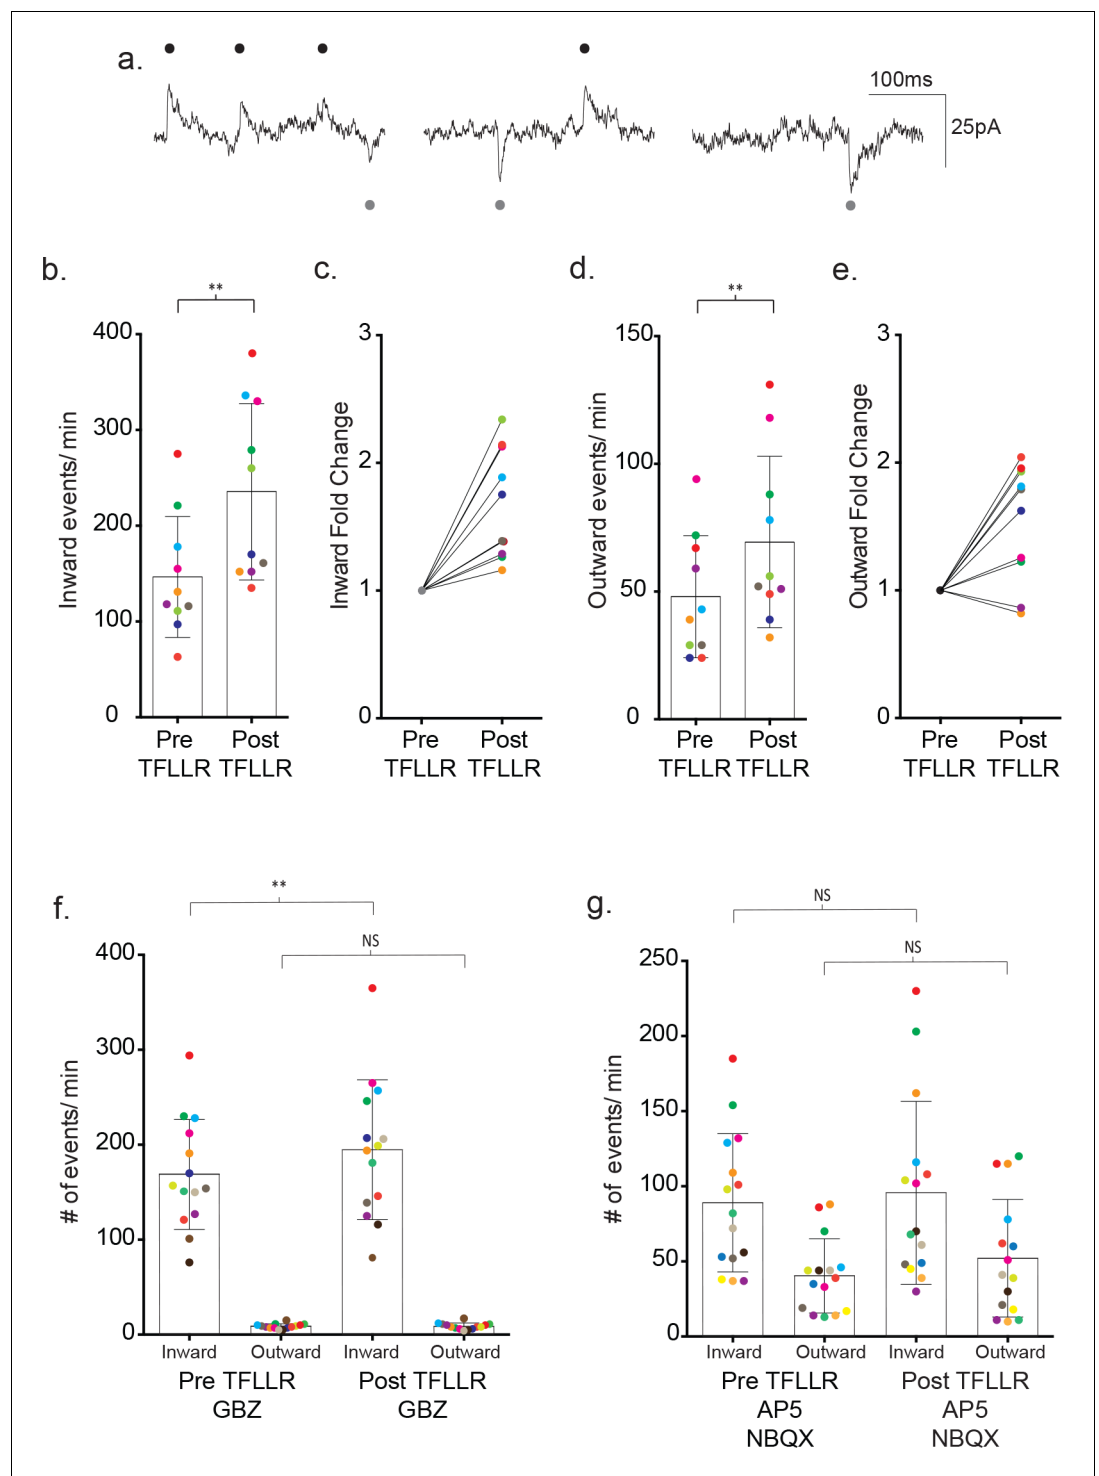 a.
100ms
25pA
b.
**
400
300
200
100
0
Inward events/ min
Pre
TFLLR
Post
TFLLR
c.
3
2
1
0
Inward Fold Change
Pre
TFLLR
Post
TFLLR
d.
**
150
100
50
0
Outward events/ min
Pre
TFLLR
Post
TFLLR
e.
3
2
1
0
Outward Fold Change
Pre
TFLLR
Post
TFLLR
f.
**
NS
400
300
200
100
0
# of events/ min
Inward
Outward
Inward
Outward
Pre TFLLR
GBZ
Post TFLLR
GBZ
g.
NS
NS
250
200
150
100
50
0
# of events/ min
Inward
Outward
Inward
Outward
Pre TFLLR
AP5
NBQX
Post TFLLR
AP5
NBQX